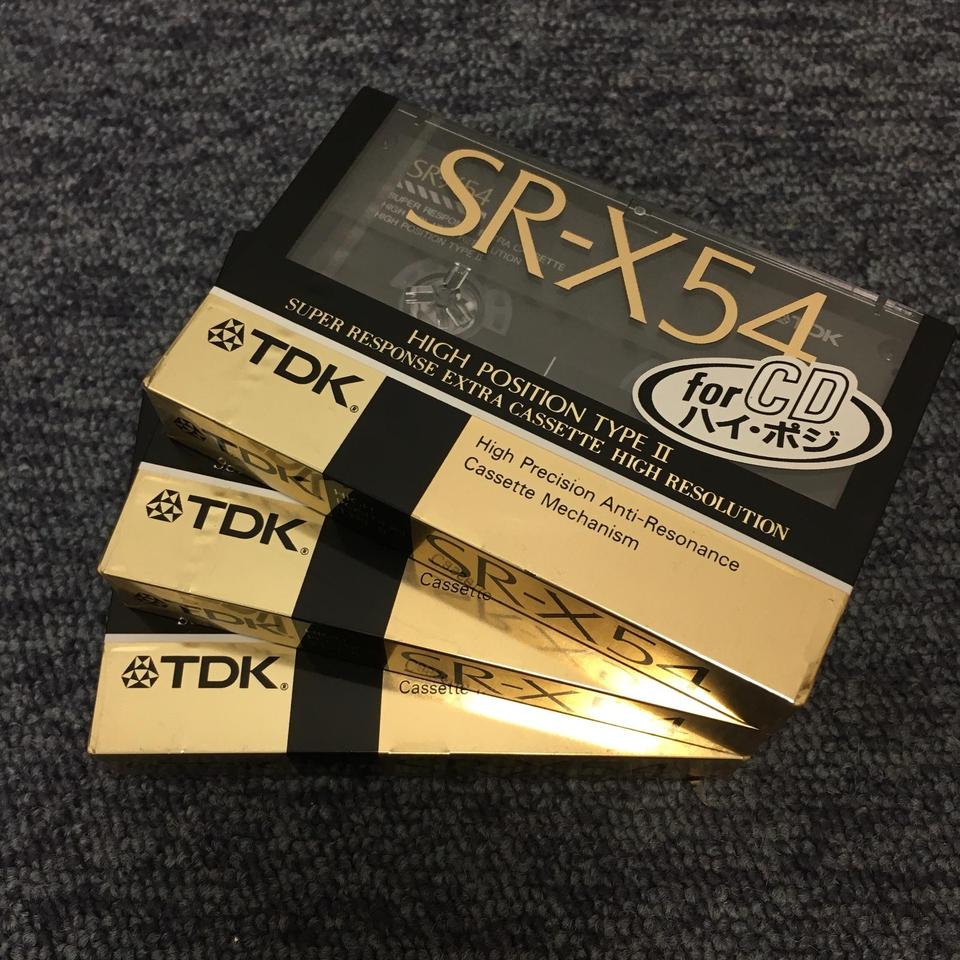 SR-X54
SR-X54
HIGH POSITION TYPE II
TDK
for CD
ハイ・ポジ
HIGH POSITION TYPE II
SUPER RESPONSE EXTRA CASSETTE HIGH RESOLUTION
TDK®
High Precision Anti-Resonance
Cassette Mechanism
TDK®
SR-X54
Cassette
TDK®
SR-X
Cassette